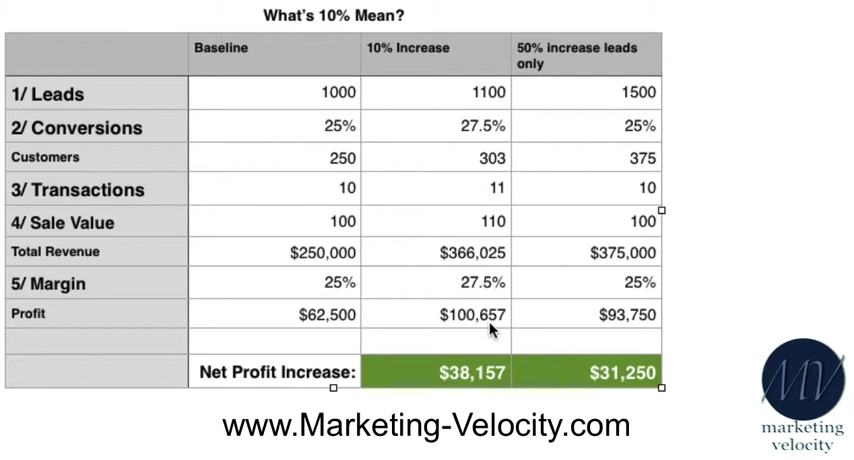 What's 10% Mean?
Baseline 10% Increase 50% increase leads
only
1/ Leads 1000 1100 1500
2/ Conversions 25% 27.5% 25%
Customers 250 303 375
3/ Transactions 10 11 10
4/ Sale Value 100 110 100
Total Revenue $250,000 $366,025 $375,000
5/ Margin 25% 27.5% 25%
Profit $62,500 $100,657 $93,750
Net Profit Increase: $38,157 $31,250
www.Marketing-Velocity.com
MV
marketing
velocity